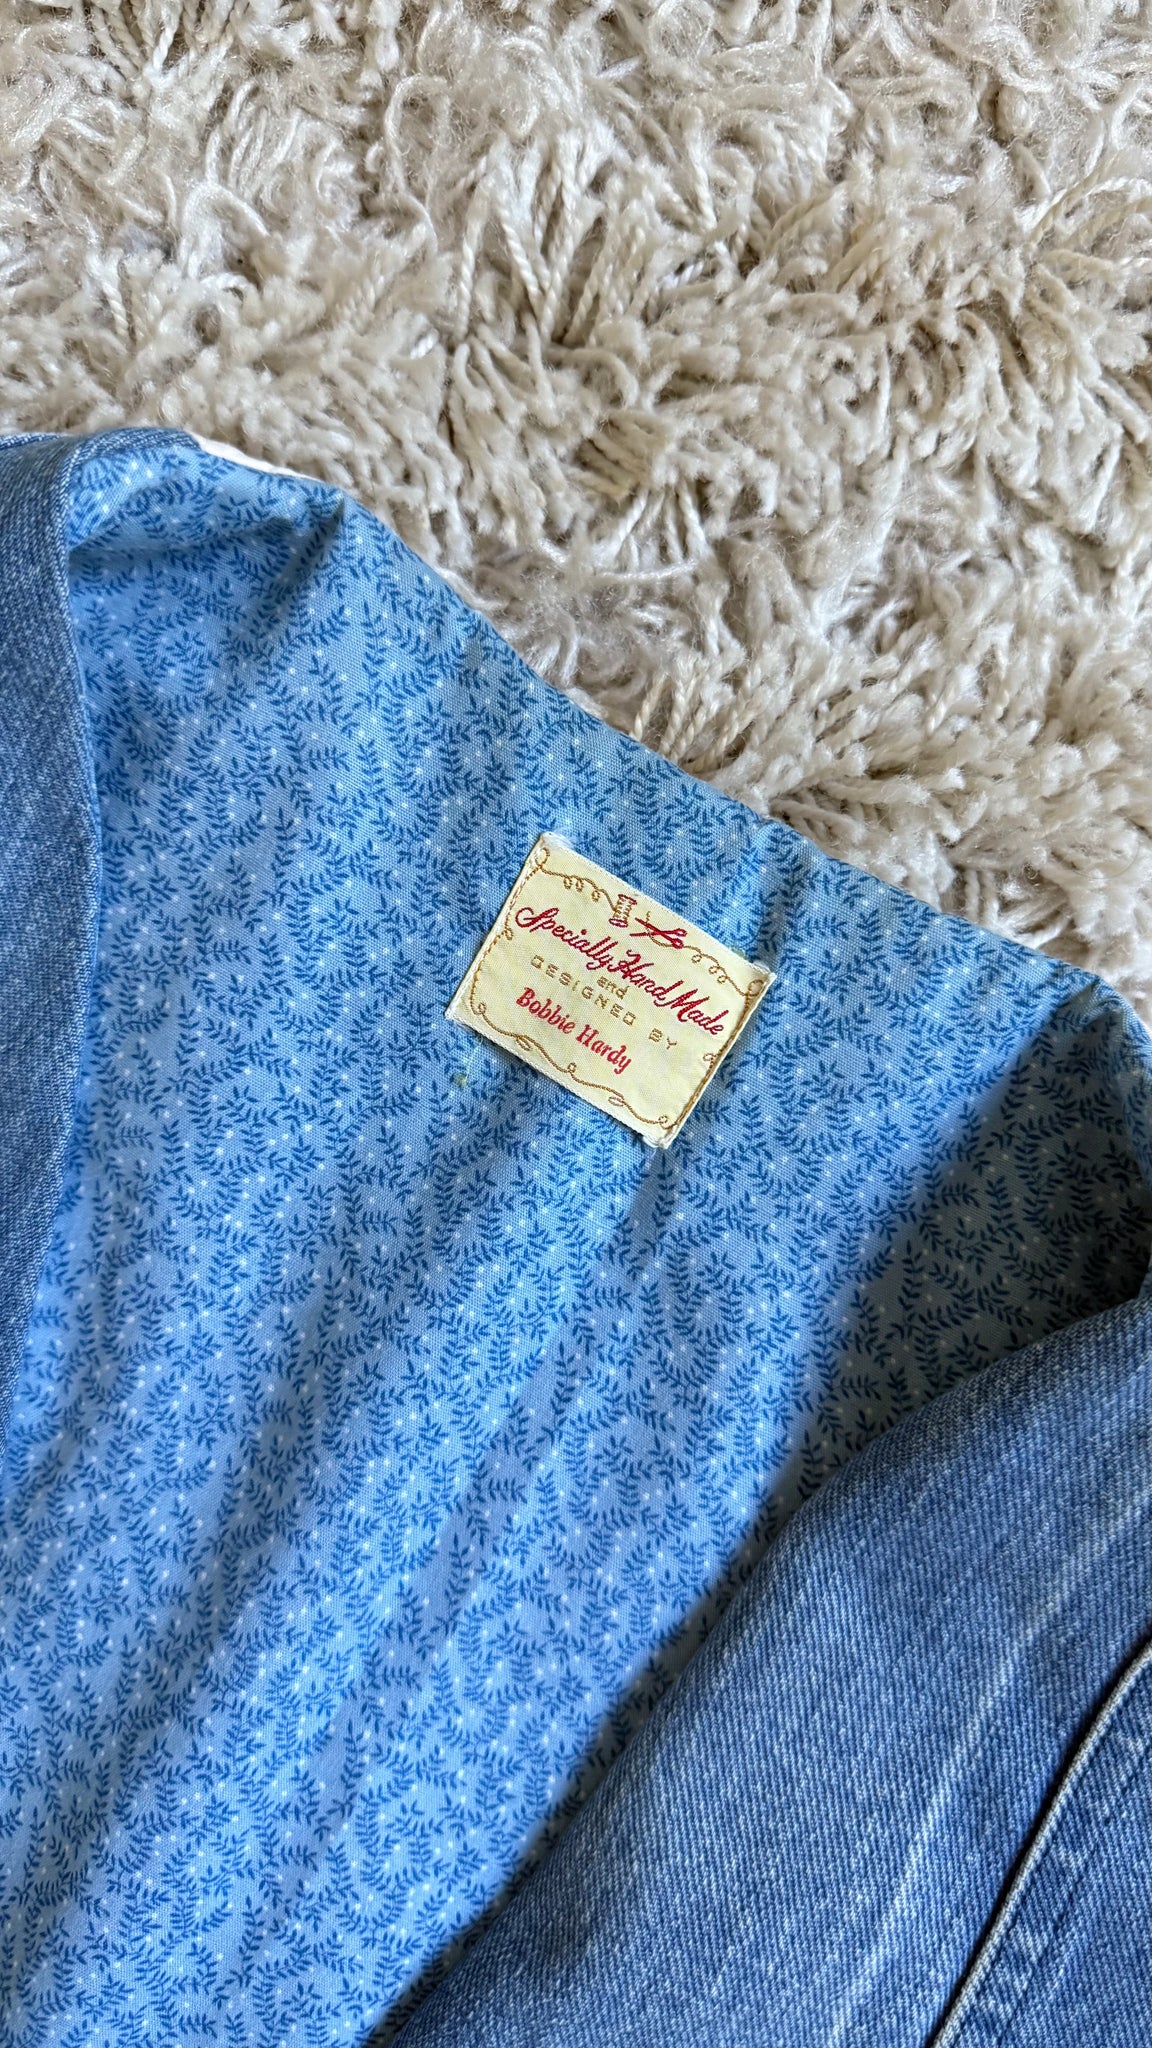 Specially Hand Made
and
DESIGNED BY
Bobbie Hardy